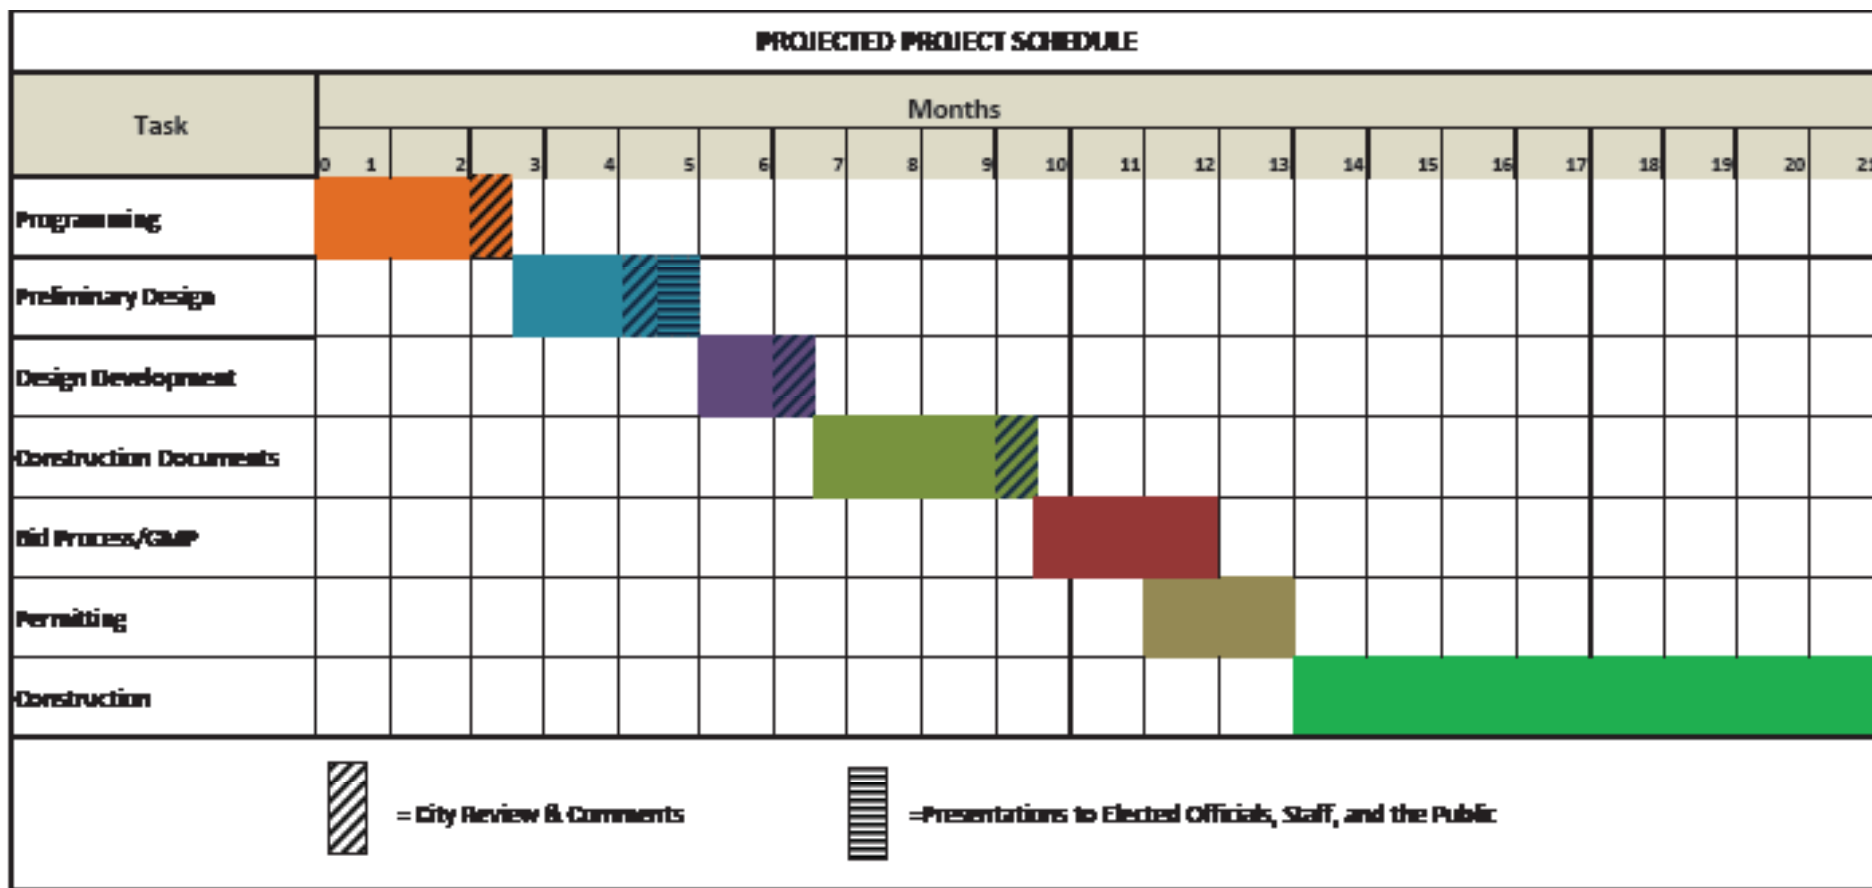 PROJECTED PROJECT SCHEDULE
Task
Months
0 1 2 3 4 5 6 7 8 9 10 11 12 13 14 15 16 17 18 19 20 21
Programming
Preliminary Design
Design Development
Construction Documents
Bid Process/GMP
Permitting
Construction
= City Review & Comments
=Presentations to Elected Officials, Staff, and the Public